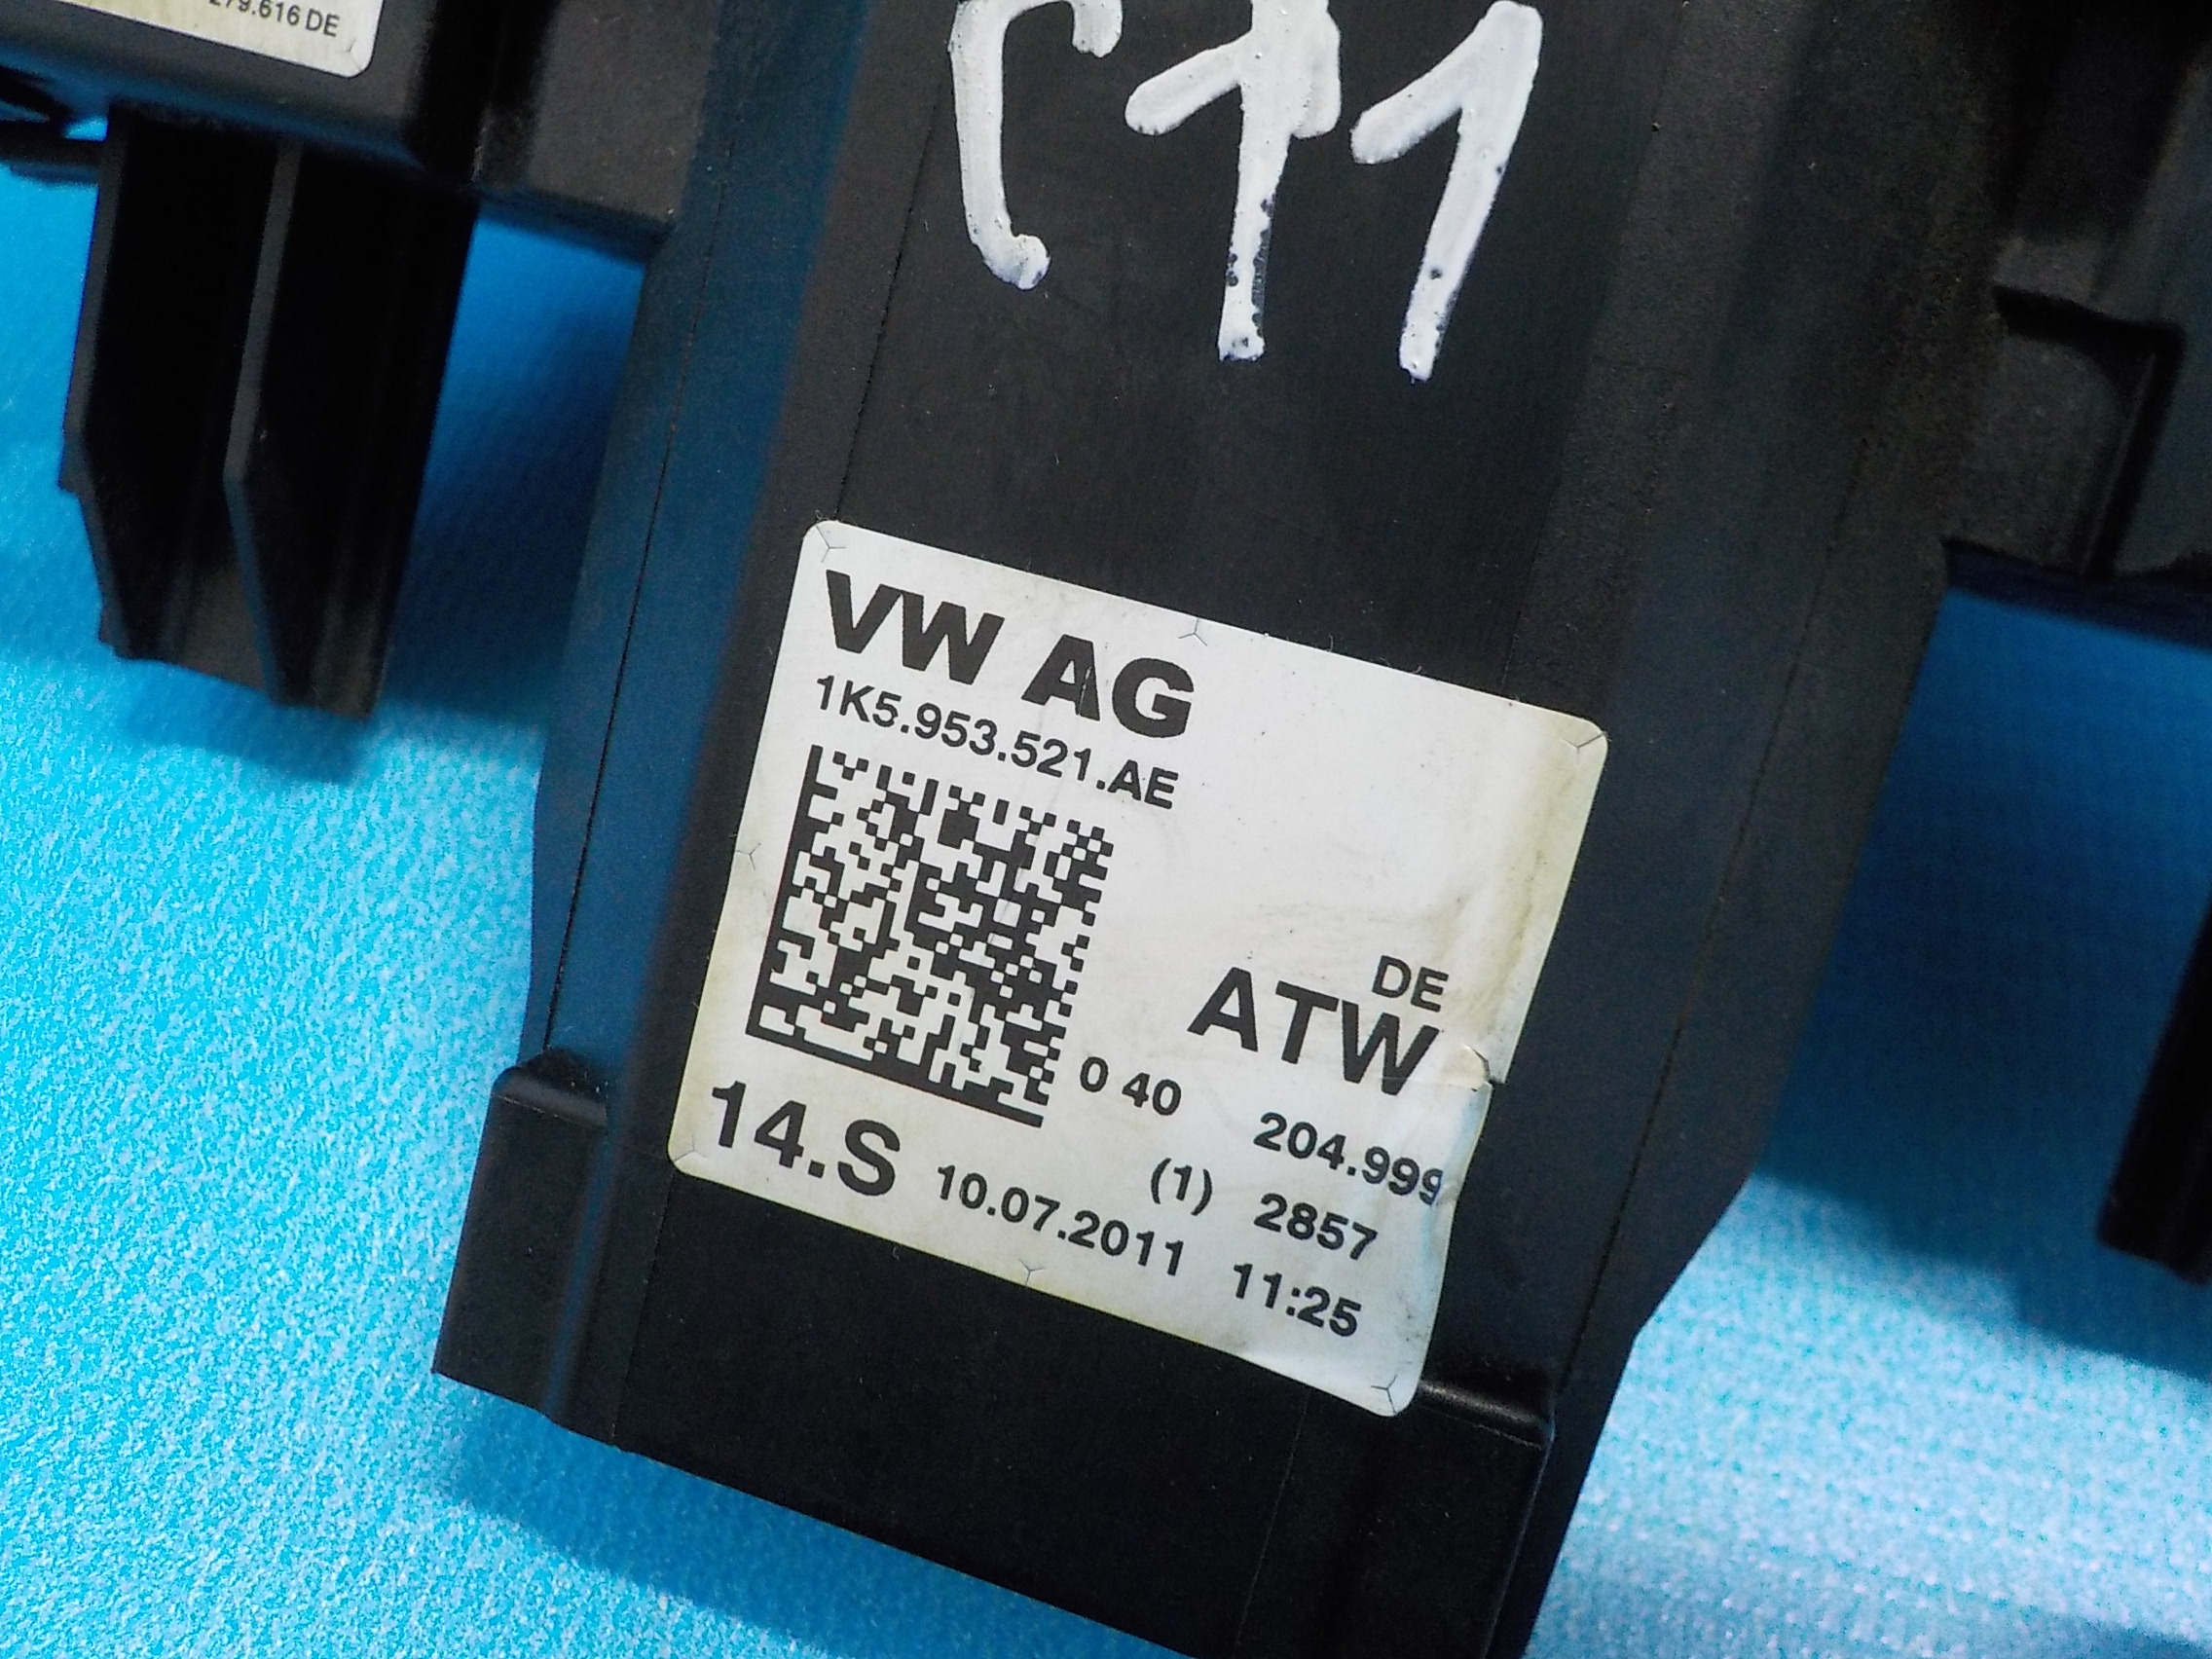 279.616 DE
C71
VW AG
1K5.953.521.AE
DE
ATW
0 40 204.999
(1) 2857
14.S 10.07.2011 11:25